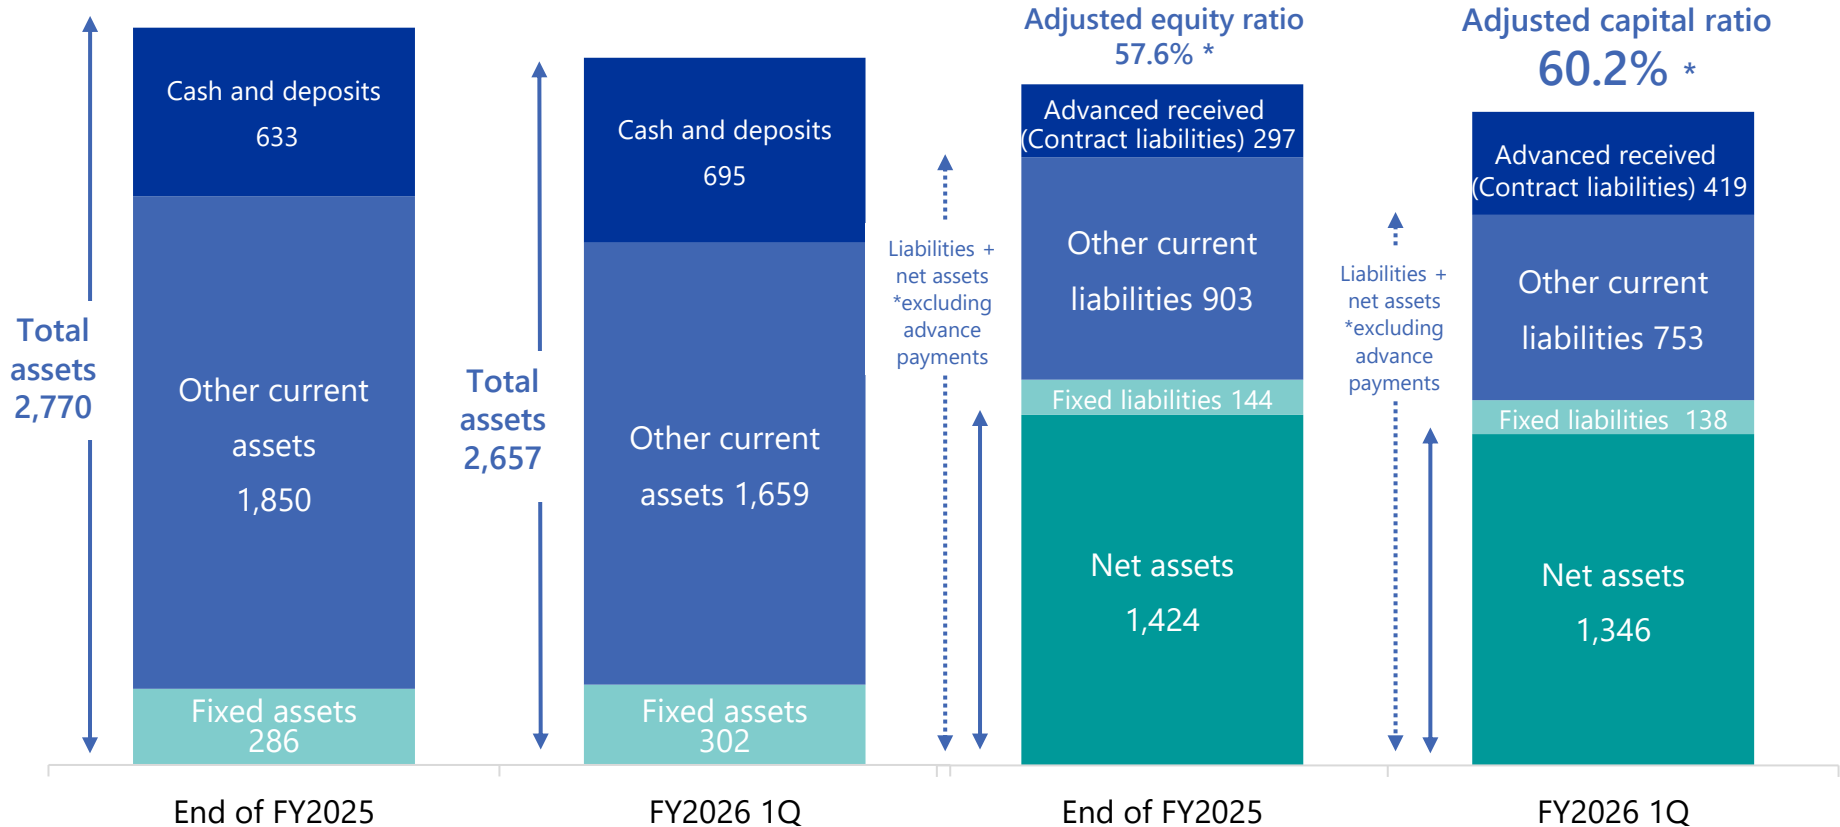 Total
assets
2,770
Cash and deposits
633
Other current
assets
1,850
Fixed assets
286
End of FY2025
Total
assets
2,657
Cash and deposits
695
Other current
assets 1,659
Fixed assets
302
FY2026 1Q
Adjusted equity ratio
57.6% *
Liabilities +
net assets
*excluding
advance
payments
Advanced received
(Contract liabilities) 297
Other current
liabilities 903
Fixed liabilities 144
Net assets
1,424
End of FY2025
Adjusted capital ratio
60.2% *
Liabilities +
net assets
*excluding
advance
payments
Advanced received
(Contract liabilities) 419
Other current
liabilities 753
Fixed liabilities 138
Net assets
1,346
FY2026 1Q